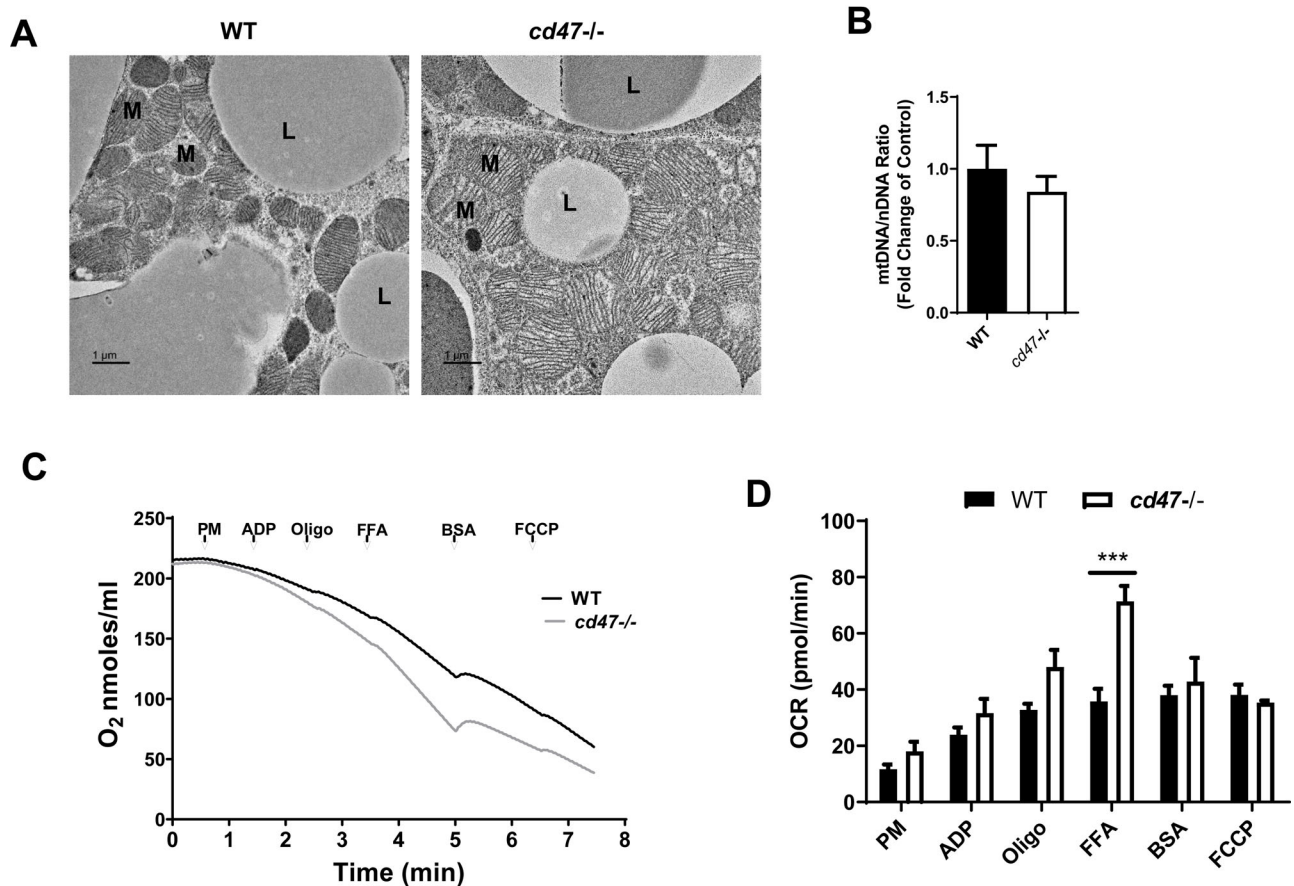 A
WT
cd47-/-
M
M
L
L
1 µm
L
M
M
L
1 µm
B
mtDNA/nDNA Ratio
(Fold Change of Control)
1.5
1.0
0.5
0.0
WT
cd47-/-
C
O2 nmoles/ml
250
200
150
100
50
0
PM ADP Oligo FFA BSA FCCP
WT
cd47-/-
0 1 2 3 4 5 6 7 8
Time (min)
D
WT cd47-/-
OCR (pmol/min)
100
80
60
40
20
0
***
PM ADP Oligo FFA BSA FCCP